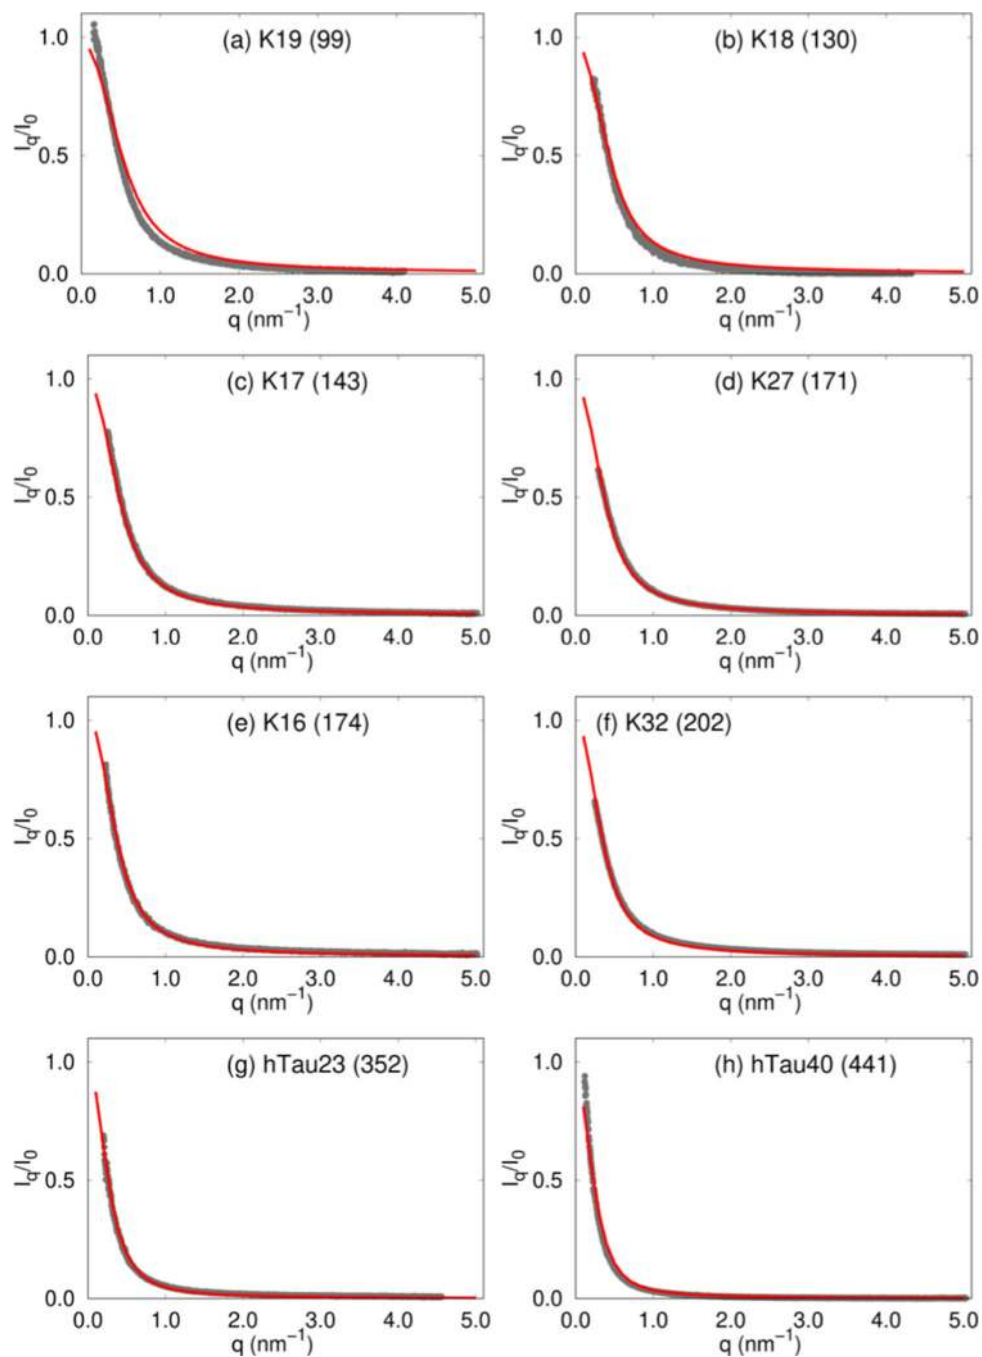 (a) K19 (99)
1.0
0.5
0.0
I_q/I_0
0.0 1.0 2.0 3.0 4.0 5.0
q (nm⁻¹)
(b) K18 (130)
1.0
0.5
0.0
I_q/I_0
0.0 1.0 2.0 3.0 4.0 5.0
q (nm⁻¹)
(c) K17 (143)
1.0
0.5
0.0
I_q/I_0
0.0 1.0 2.0 3.0 4.0 5.0
q (nm⁻¹)
(d) K27 (171)
1.0
0.5
0.0
I_q/I_0
0.0 1.0 2.0 3.0 4.0 5.0
q (nm⁻¹)
(e) K16 (174)
1.0
0.5
0.0
I_q/I_0
0.0 1.0 2.0 3.0 4.0 5.0
q (nm⁻¹)
(f) K32 (202)
1.0
0.5
0.0
I_q/I_0
0.0 1.0 2.0 3.0 4.0 5.0
q (nm⁻¹)
(g) hTau23 (352)
1.0
0.5
0.0
I_q/I_0
0.0 1.0 2.0 3.0 4.0 5.0
q (nm⁻¹)
(h) hTau40 (441)
1.0
0.5
0.0
I_q/I_0
0.0 1.0 2.0 3.0 4.0 5.0
q (nm⁻¹)